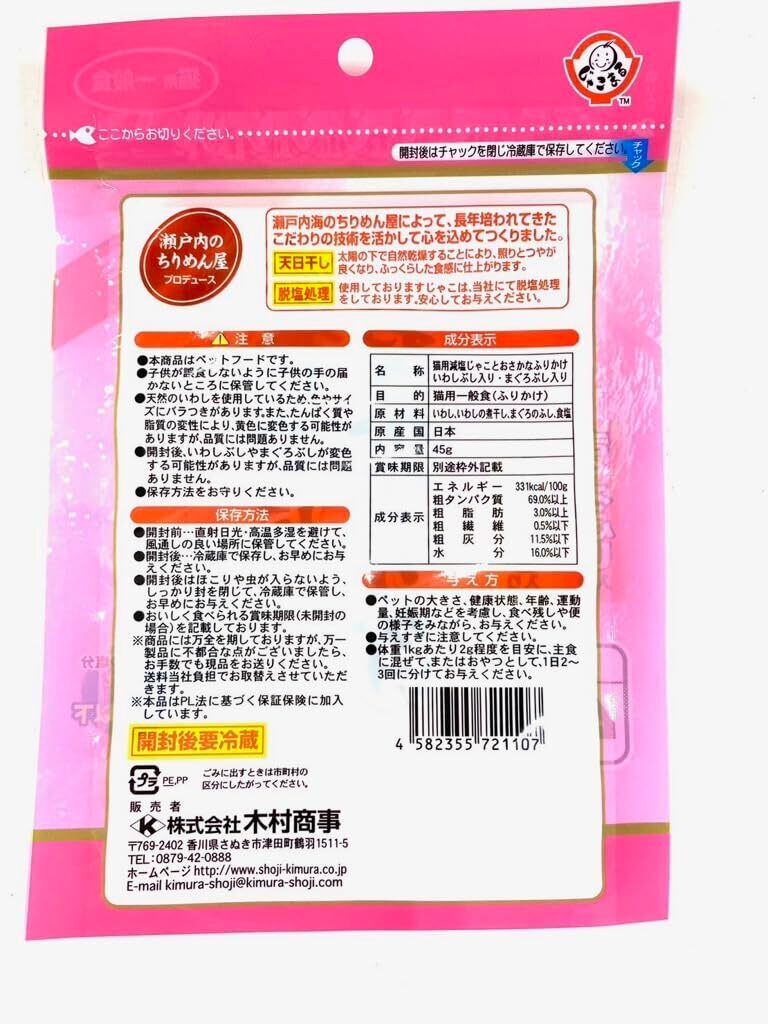 じゃこまる
TM
ここからお切りください。
開封後はチャックを閉じ冷蔵庫で保存してください。
チャック
瀬戸内の
ちりめん屋
プロデュース
瀬戸内海のちりめん屋によって、長年培われてきた
こだわりの技術を活かして心を込めてつくりました。
天日干し
太陽の下で自然乾燥することにより、照りとつやが
良くなり、ふっくらした食感に仕上がります。
脱塩処理
使用しておりますじゃこは、当社にて脱塩処理
をしております。安心してお与えください。
注意
●本商品はペットフードです。
●子供が誤食しないように子供の手の届
かないところに保管してください。
●天然のいわしを使用しているため、色やサイ
ズにバラつきがあります。また、たんぱく質や
脂質の変性により、黄色に変色する可能性が
ありますが、品質には問題ありません。
●開封後、いわしぶしやまぐろぶしが変色
する可能性がありますが、品質には問題
ありません。
●保存方法をお守りください。
保存方法
●開封前…直射日光・高温多湿を避けて、
風通しの良い場所に保管してください。
●開封後…冷蔵庫で保存し、お早めにお与
えください。
●開封後はほこりや虫が入らないよう、
しっかり封を閉じて、冷蔵庫で保管し、
お早めにお与えください。
●おいしく食べられる賞味期限(未開封の
場合)を記載しております。
※商品には万全を期しておりますが、万一
製品に不都合な点がございましたら、
お手数でも現品をお送りください。
送料当社負担でお取替えさせていただ
きます。
※本品はPL法に基づく保証保険に加入
しています。
開封後要冷蔵
プラ
PE,PP
ごみに出すときは市町村の
区分にしたがってください。
販売者
K 株式会社 木村商事
〒769-2402 香川県さぬき市津田町鶴羽1511-5
TEL:0879-42-0888
ホームページ http://www.shoji-kimura.co.jp
E-mail kimura-shoji@kimura-shoji.com
成分表示
名称 猫用減塩じゃことおさかなふりかけ
いわしぶし入り・まぐろぶし入り
目的 猫用一般食(ふりかけ)
原材料 いわし、いわしの煮干し、まぐろのふし、食塩
原産国 日本
内容量 45g
賞味期限 別途枠外記載
成分表示
エネルギー 331kcal/100g
粗タンパク質 69.0%以上
粗脂肪 3.0%以上
粗繊維 0.5%以下
粗灰分 11.5%以下
水分 16.0%以下
与え方
●ペットの大きさ、健康状態、年齢、運動
量、妊娠期などを考慮し、食べ残しや便
の様子をみながら、お与えください。
●与えすぎに注意してください。
●体重1kgあたり2g程度を目安に、主食
に混ぜて、またはおやつとして、1日2～
3回に分けてお与えください。
4 582355 721107